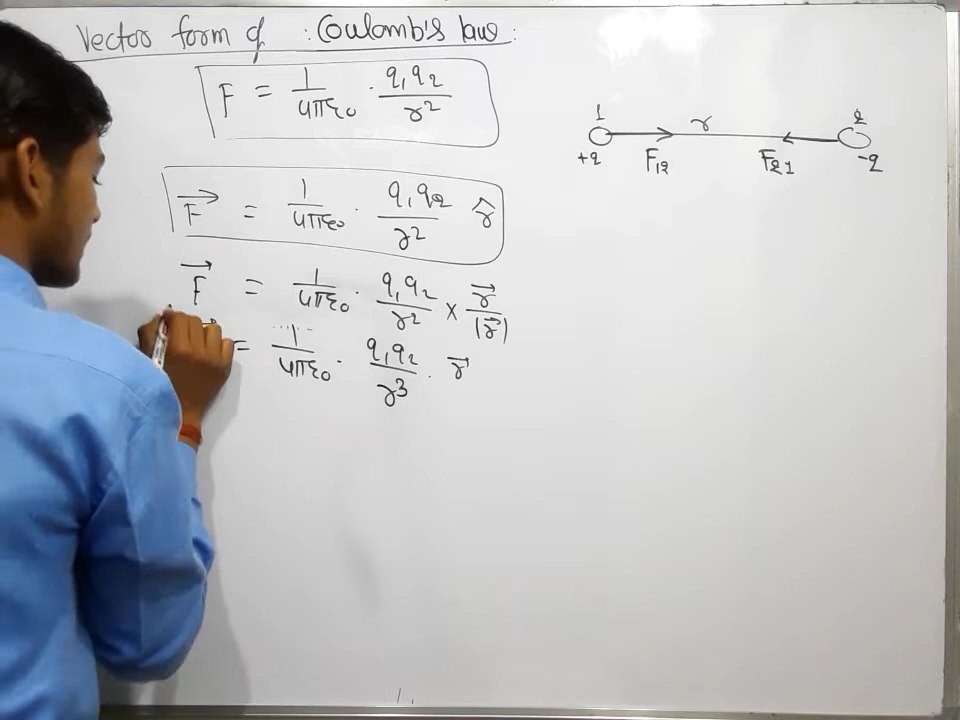 Vector form of : Coulomb's law :
F = 1/4πε₀ · q₁q₂/r²
F⃗ = 1/4πε₀ · q₁q₂/r² r̂
F⃗ = 1/4πε₀ · q₁q₂/r² × r⃗/|r⃗|
= 1/4πε₀ · q₁q₂/r³ · r⃗
1 r 2
+q F₁₂ F₂₁ -q